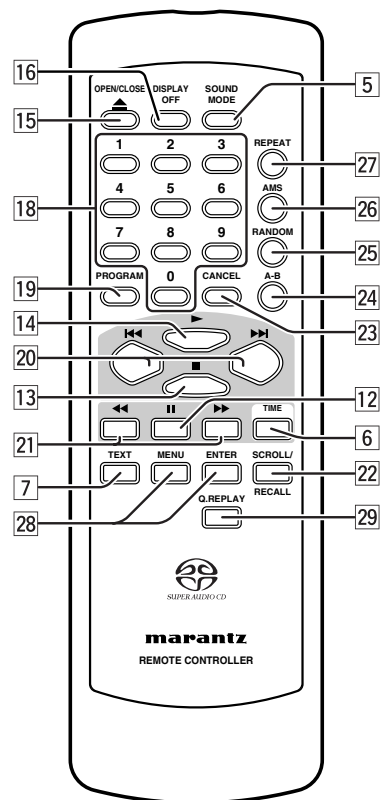 16
OPEN/CLOSE DISPLAY OFF SOUND MODE
5
15
1 2 3
REPEAT
27
18
4 5 6
AMS
26
7 8 9
RANDOM
25
19
PROGRAM 0 CANCEL A-B
24
14
23
20
13
12
TIME
6
21
TEXT MENU ENTER SCROLL/
RECALL
22
7
28
Q.REPLAY
29
SUPER AUDIO CD
marantz
REMOTE CONTROLLER